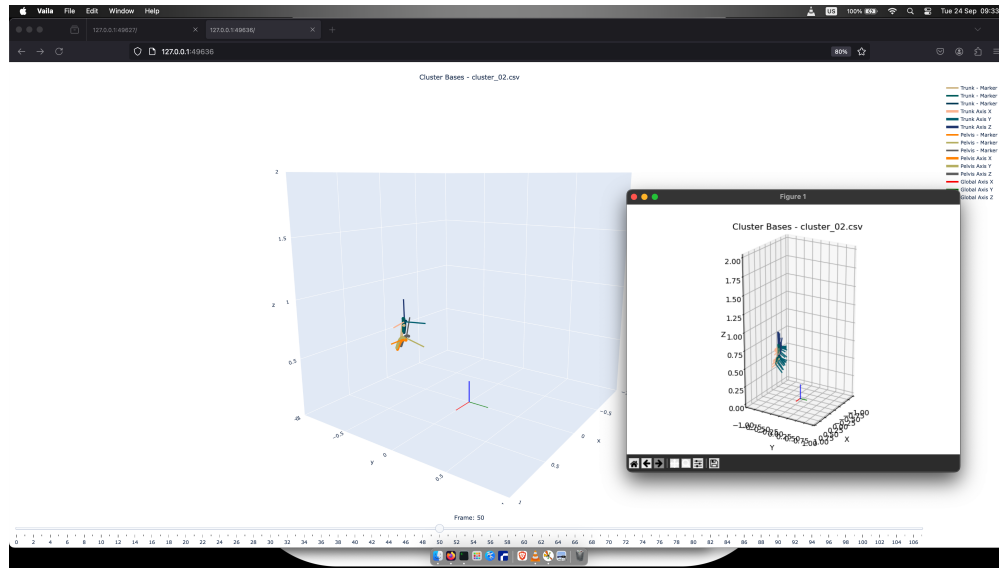 Vaila File Edit Window Help US 100% Tue 24 Sep 09:33
127.0.0.1:49627/ 127.0.0.1:49636/
127.0.0.1:49636 80%
Cluster Bases - cluster_02.csv
Trunk - Marker
Trunk - Marker
Trunk - Marker
Trunk Axis X
Trunk Axis Y
Trunk Axis Z
Pelvis - Marker
Pelvis - Marker
Pelvis - Marker
Pelvis Axis X
Pelvis Axis Y
Pelvis Axis Z
Global Axis X
Global Axis Y
Global Axis Z
2
1.5
z 1
0.5
−0.5
y 0
0.5
−0.5
0 x
0.5
Figure 1
Cluster Bases - cluster_02.csv
2.00
1.75
1.50
1.25
Z 1.00
0.75
0.50
0.25
0.00
Y
X
Frame: 50
0 2 4 6 8 10 12 14 16 18 20 22 24 26 28 30 32 34 36 38 40 42 44 46 48 50 52 54 56 58 60 62 64 66 68 70 72 74 76 78 80 82 84 86 88 90 92 94 96 98 100 102 104 106